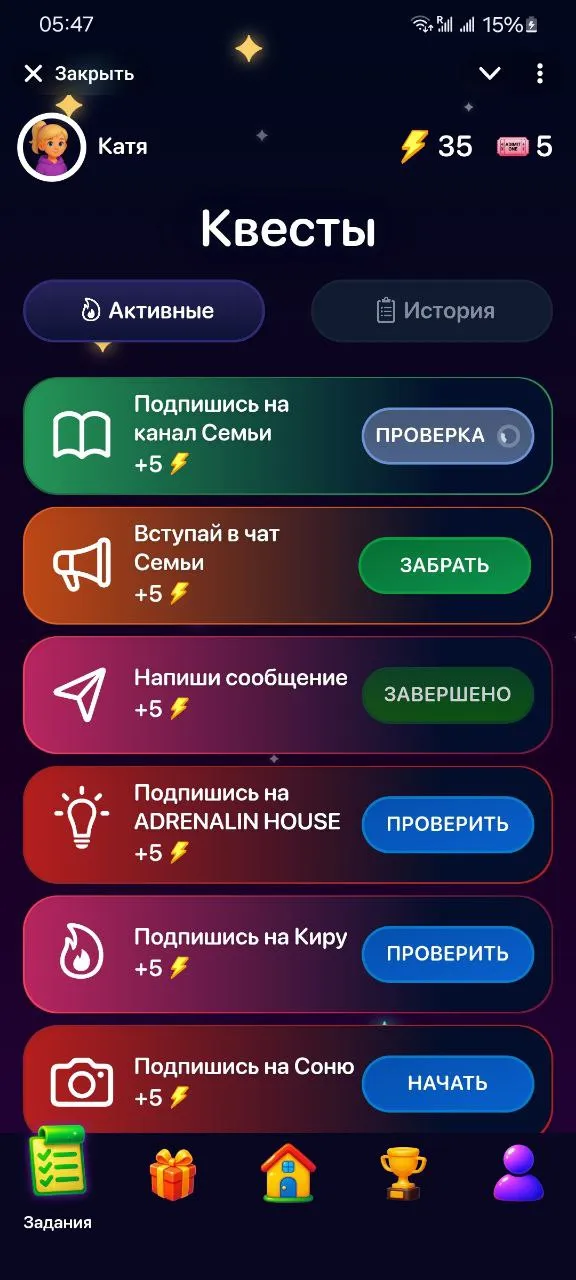 05:47
R
15%
Закрыть
Катя
35
ADMIT ONE
5
Квесты
Активные
История
Подпишись на
канал Семьи
+5
ПРОВЕРКА
Вступай в чат
Семьи
+5
ЗАБРАТЬ
Напиши сообщение
+5
ЗАВЕРШЕНО
Подпишись на
ADRENALIN HOUSE
+5
ПРОВЕРИТЬ
Подпишись на Киру
+5
ПРОВЕРИТЬ
Подпишись на Соню
+5
НАЧАТЬ
Задания